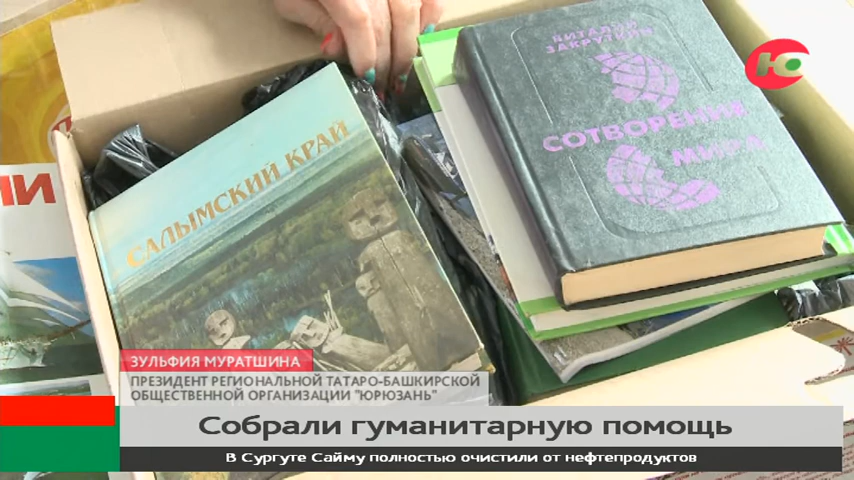 ВИТАЛИЙ
ЗАКРУТКИН
СОТВОРЕНИЕ
МИРА
Ю
САЛЫМСКИЙ КРАЙ
ИИ
ЗУЛЬФИЯ МУРАТШИНА
ПРЕЗИДЕНТ РЕГИОНАЛЬНОЙ ТАТАРО-БАШКИРСКОЙ
ОБЩЕСТВЕННОЙ ОРГАНИЗАЦИИ "ЮРЮЗАНЬ"
Собрали гуманитарную помощь
В Сургуте Сайму полностью очистили от нефтепродуктов